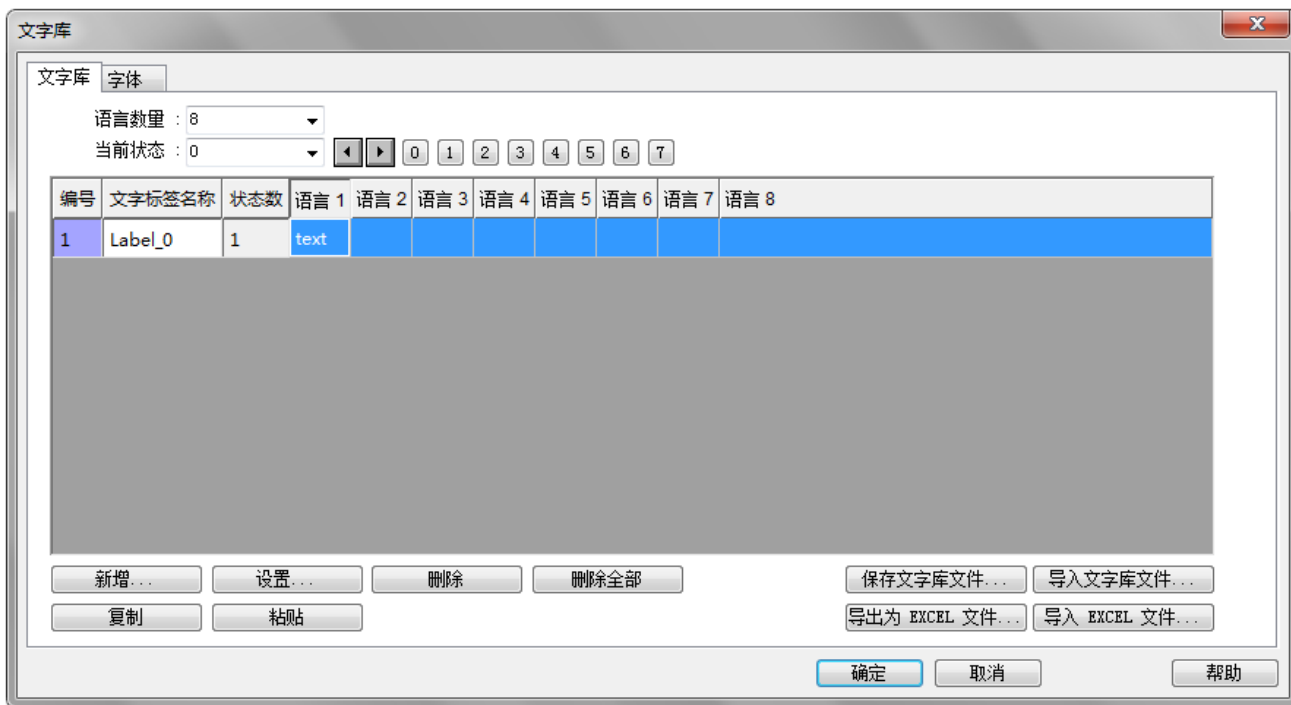 文字库
文字库 字体
语言数量 : 8
当前状态 : 0 0 1 2 3 4 5 6 7
编号 文字标签名称 状态数 语言 1 语言 2 语言 3 语言 4 语言 5 语言 6 语言 7 语言 8
1 Label_0 1 text
新增... 设置... 删除 删除全部 保存文字库文件... 导入文字库文件...
复制 粘贴 导出为 EXCEL 文件... 导入 EXCEL 文件...
确定 取消 帮助